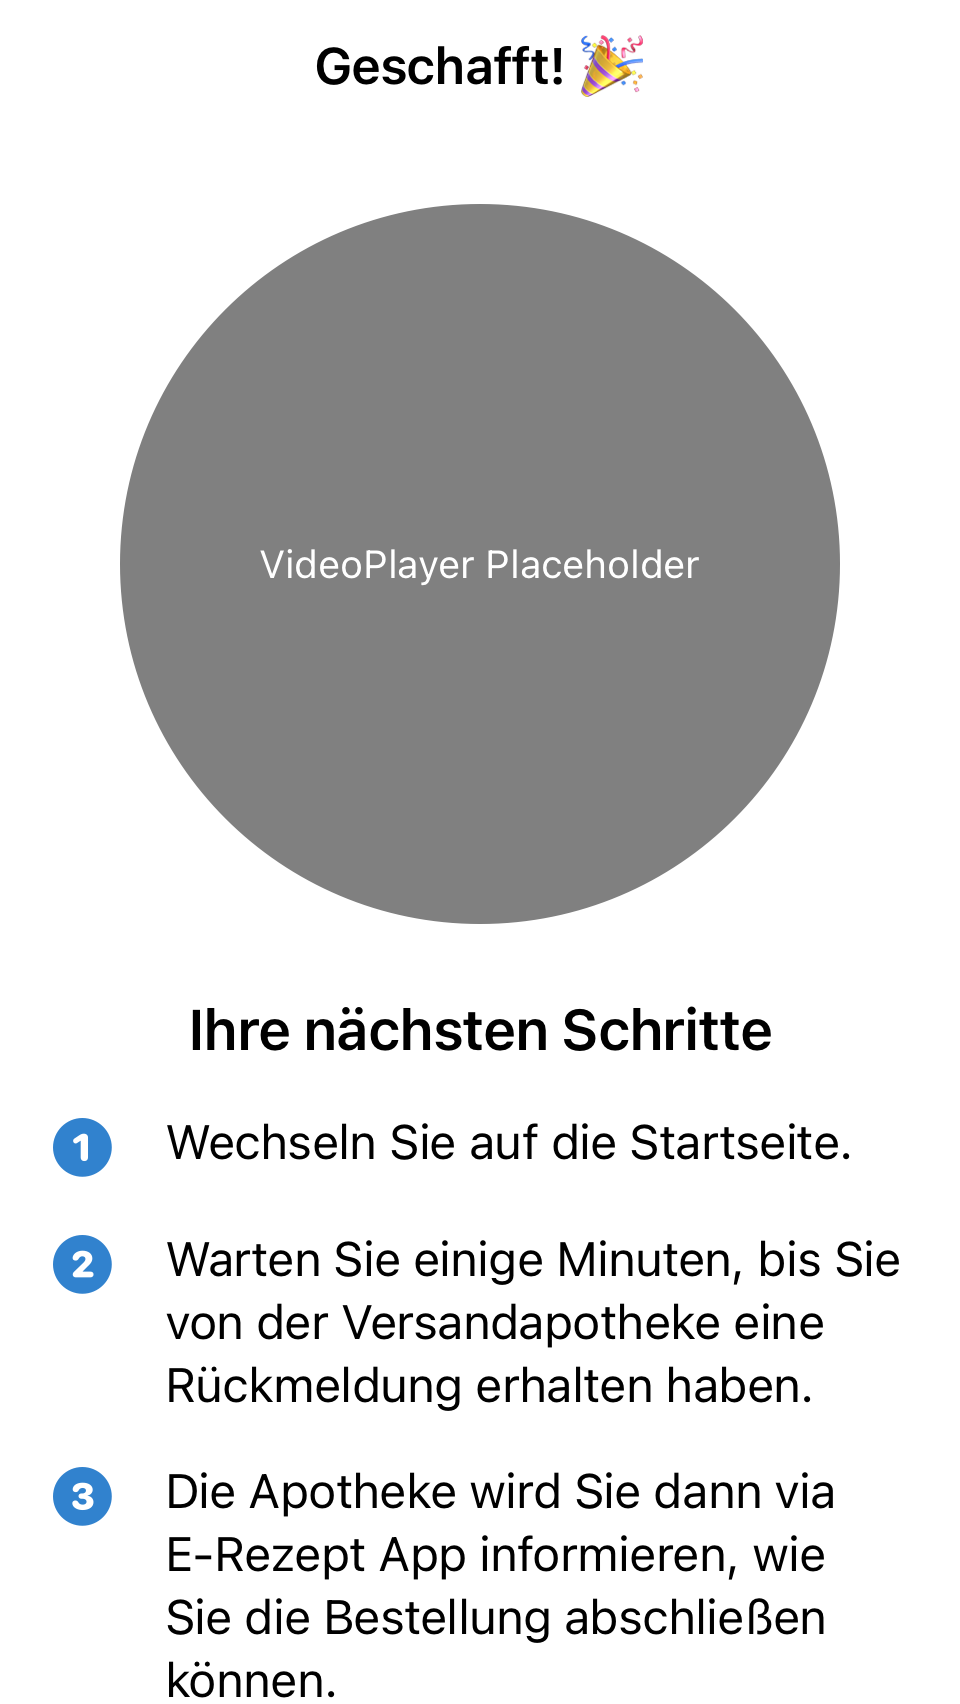 Geschafft! 🎉
VideoPlayer Placeholder
Ihre nächsten Schritte
1 Wechseln Sie auf die Startseite.
2 Warten Sie einige Minuten, bis Sie
von der Versandapotheke eine
Rückmeldung erhalten haben.
3 Die Apotheke wird Sie dann via
E-Rezept App informieren, wie
Sie die Bestellung abschließen
können.